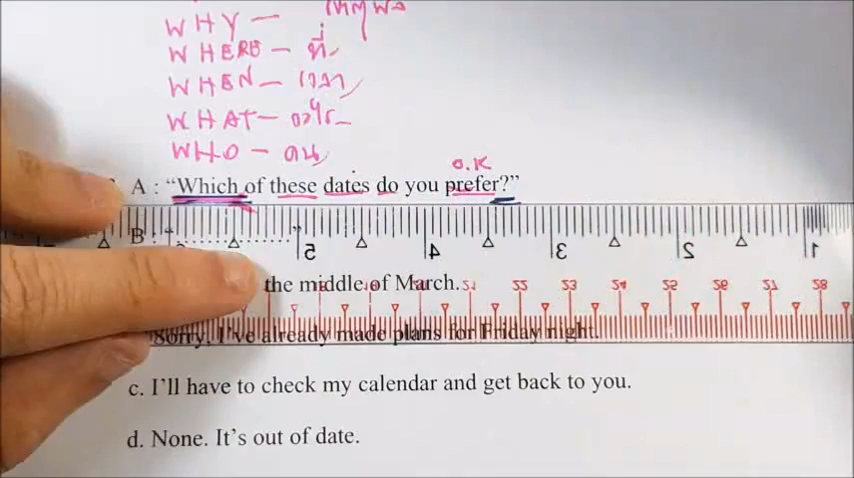 WHY —
WHERE — ที่
WHEN — เวลา
WHAT — อะไร
WHO — คน
O.K
A : “Which of these dates do you prefer?”
B : “....................”
the middle of March.
Sorry. I’ve already made plans for Friday night.
c. I’ll have to check my calendar and get back to you.
d. None. It’s out of date.